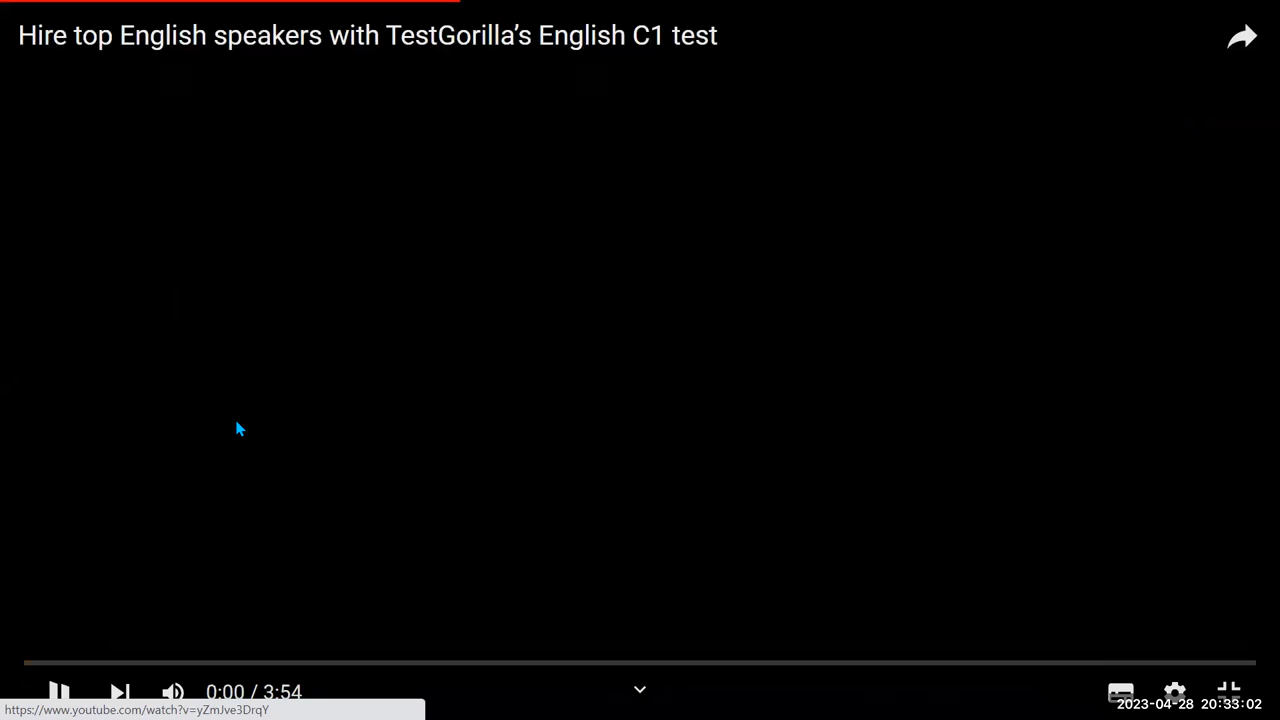 Hire top English speakers with TestGorilla’s English C1 test
0:00 / 3:54
https://www.youtube.com/watch?v=yZmJve3DrqY
2023-04-28 20:33:02